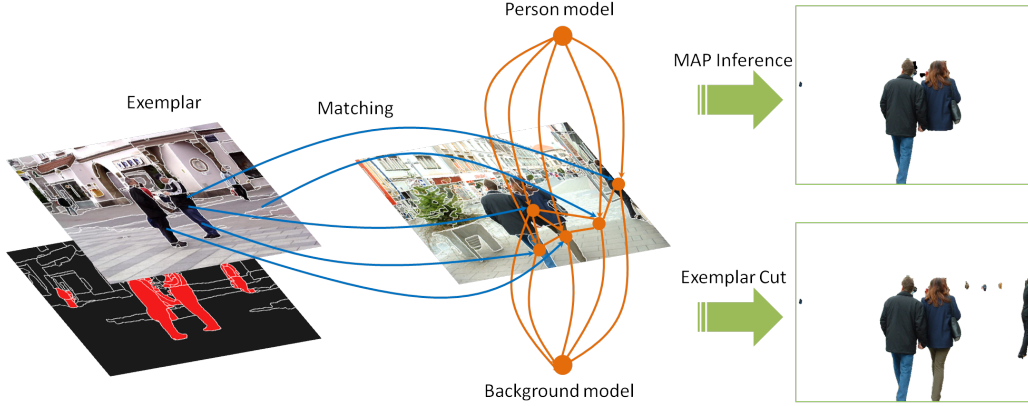 Person model
MAP Inference
Exemplar
Matching
Exemplar Cut
Background model